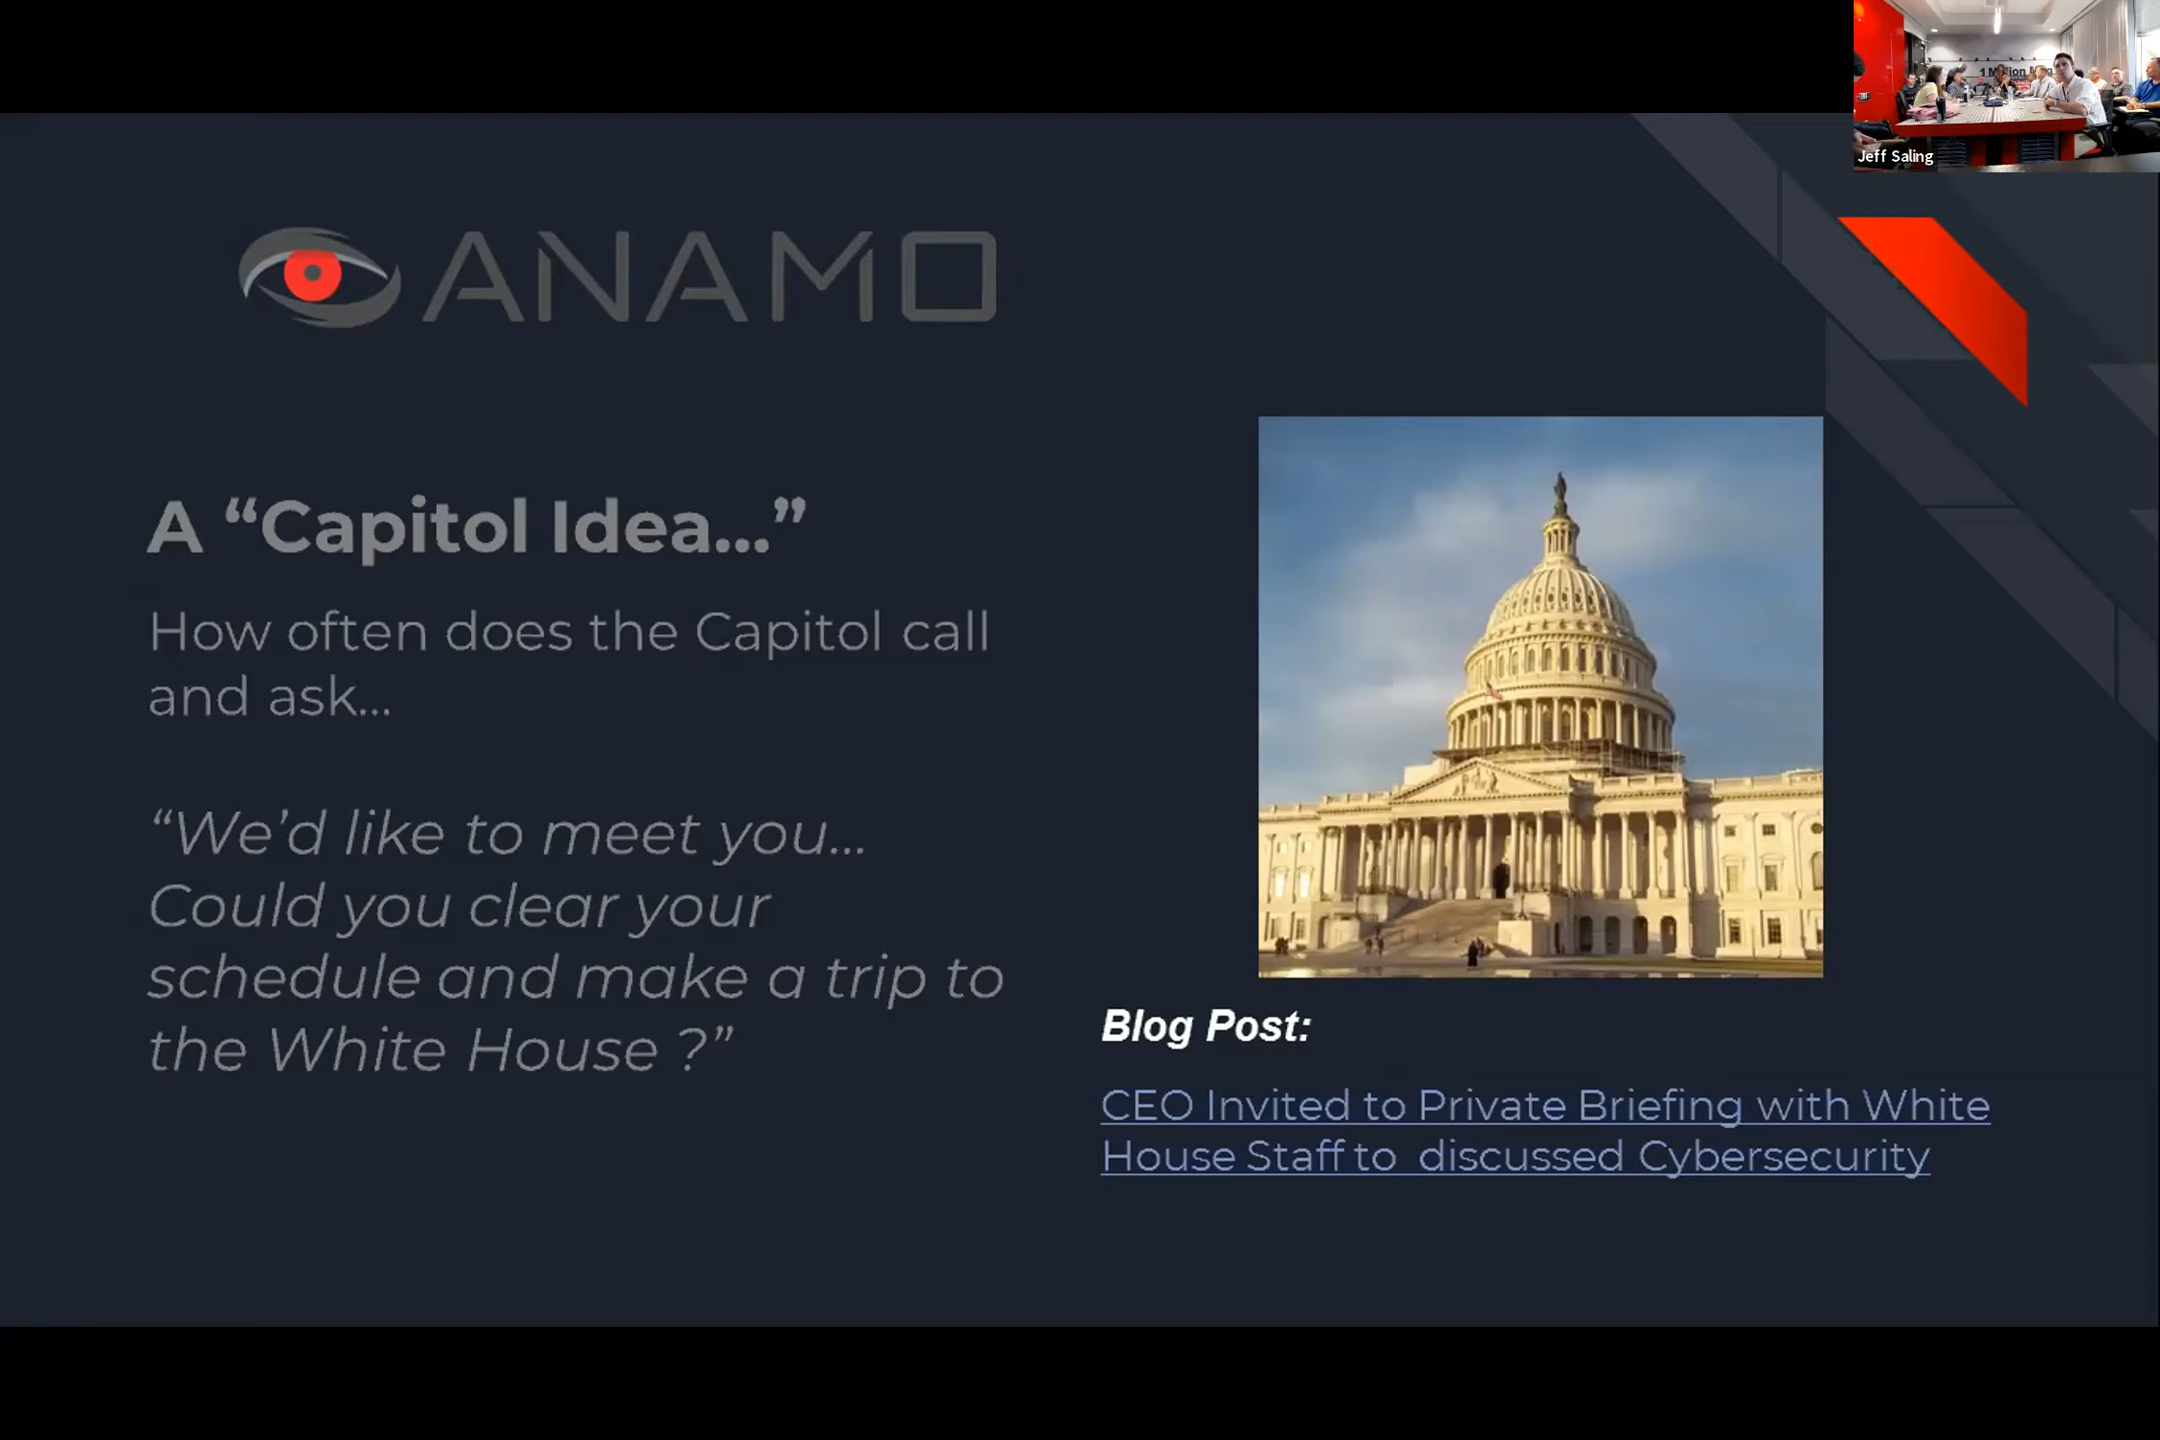 1 Million
Jeff Saling
ANAMO
A “Capitol Idea...”
How often does the Capitol call
and ask...
“We’d like to meet you...
Could you clear your
schedule and make a trip to
the White House ?”
Blog Post:
CEO Invited to Private Briefing with White
House Staff to  discussed Cybersecurity